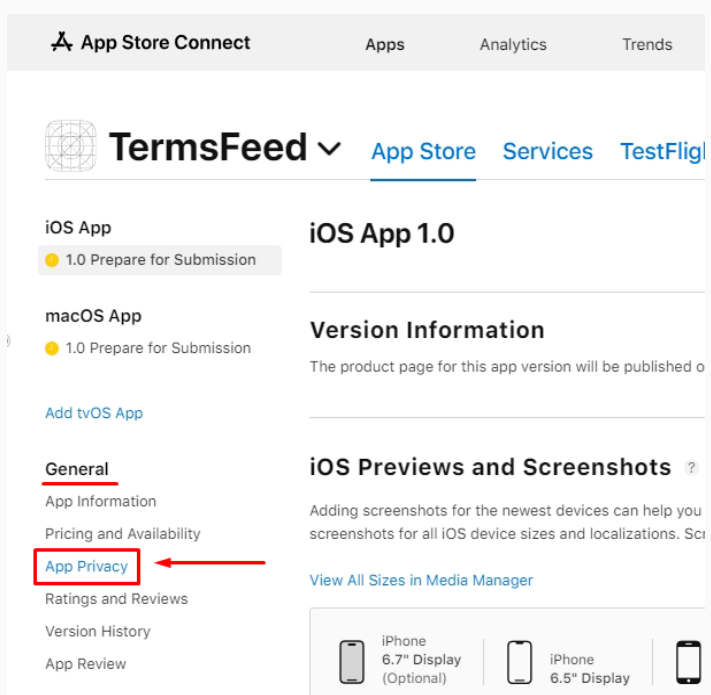 App Store Connect
Apps
Analytics
Trends
TermsFeed
App Store
Services
iOS App
1.0 Prepare for Submission
macOS App
1.0 Prepare for Submission
Add tvOS App
General
App Information
Pricing and Availability
App Privacy
Ratings and Reviews
Version History
App Review
iOS App 1.0
Version Information
The product page for this app version will be published
iOS Previews and Screenshots ?
Adding screenshots for the newest devices can help you
screenshots for all iOS device sizes and localizations.
View All Sizes in Media Manager
iPhone
6.7" Display
(Optional)
iPhone
6.5" Display